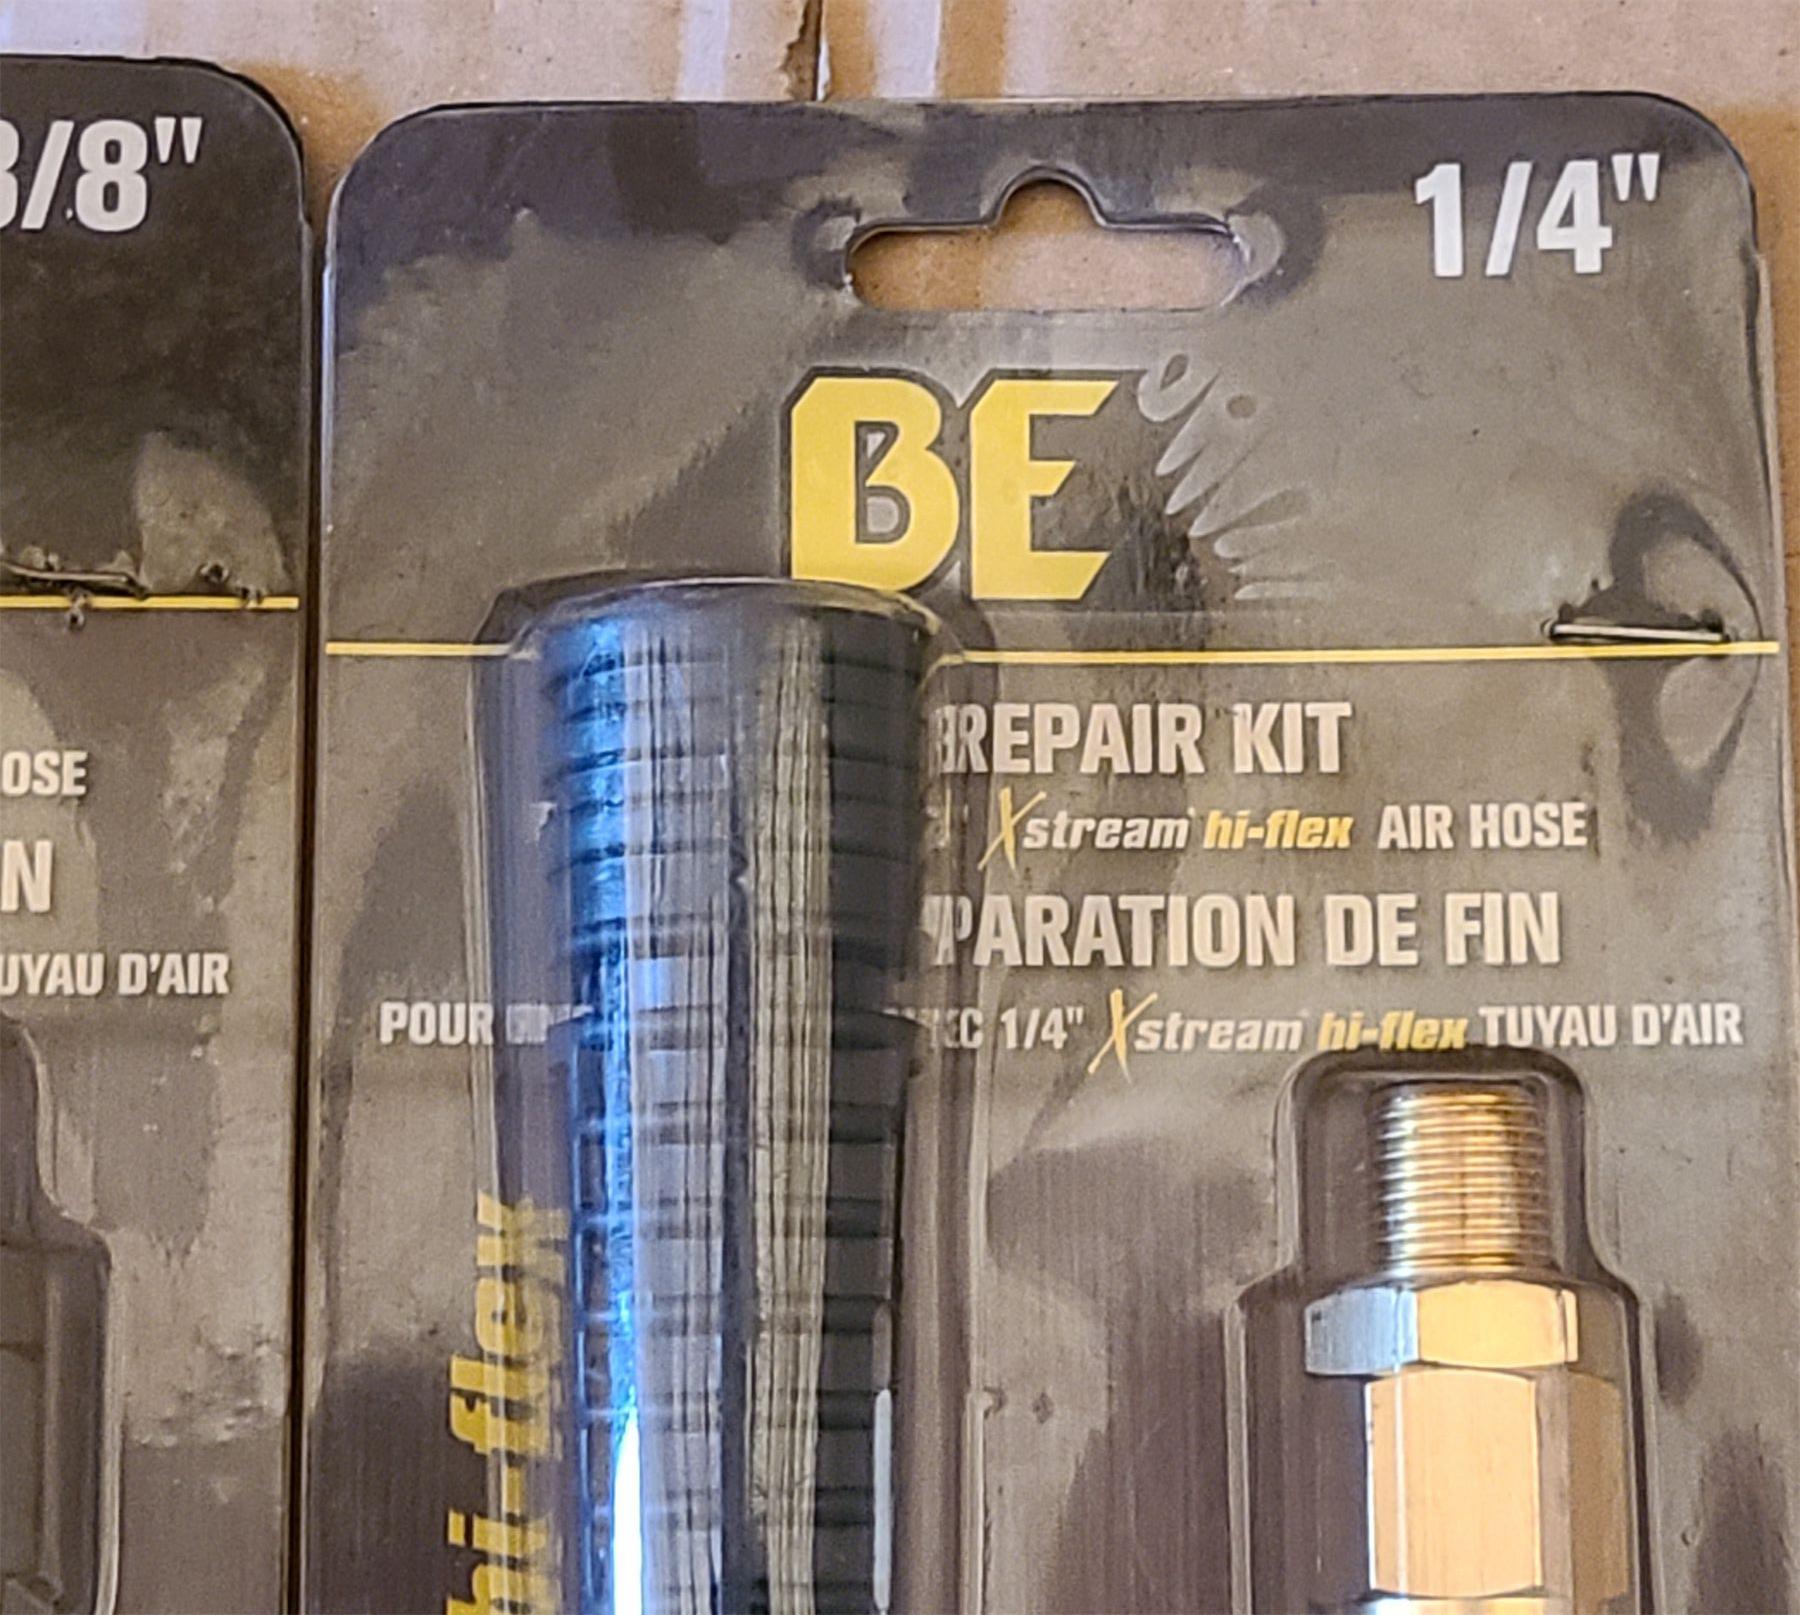 3/8"
OSE
N
TUYAU D'AIR
1/4"
BE
REPAIR KIT
Xstream hi-flex AIR HOSE
PARATION DE FIN
POUR 1/4" Xstream hi-flex TUYAU D'AIR
hi-flex